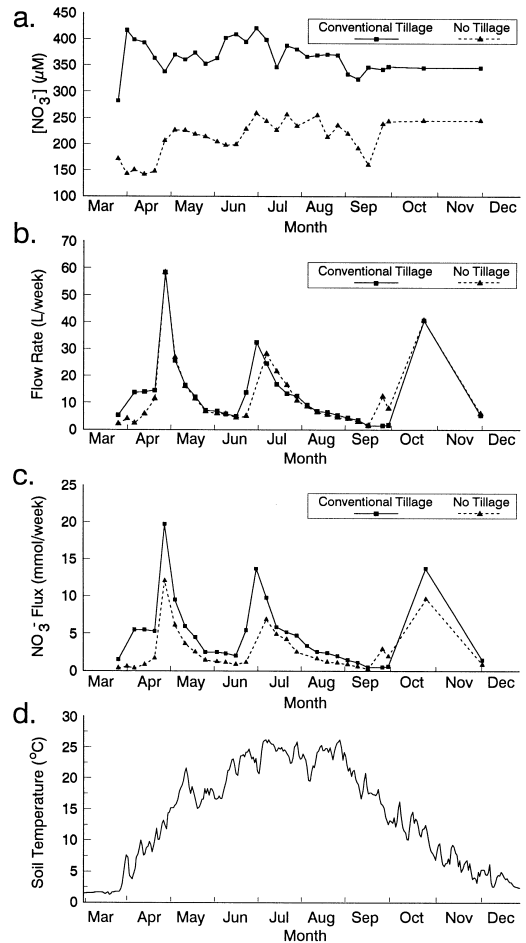 a.
450
400
350
300
250
200
150
100
[NO3-] (µM)
Conventional Tillage No Tillage
Mar Apr May Jun Jul Aug Sep Oct Nov Dec
Month
b.
70
60
50
40
30
20
10
0
Flow Rate (L/week)
Conventional Tillage No Tillage
Mar Apr May Jun Jul Aug Sep Oct Nov Dec
Month
c.
25
20
15
10
5
0
NO3- Flux (mmol/week)
Conventional Tillage No Tillage
Mar Apr May Jun Jul Aug Sep Oct Nov Dec
Month
d.
30
25
20
15
10
5
0
Soil Temperature (°C)
Mar Apr May Jun Jul Aug Sep Oct Nov Dec
Month